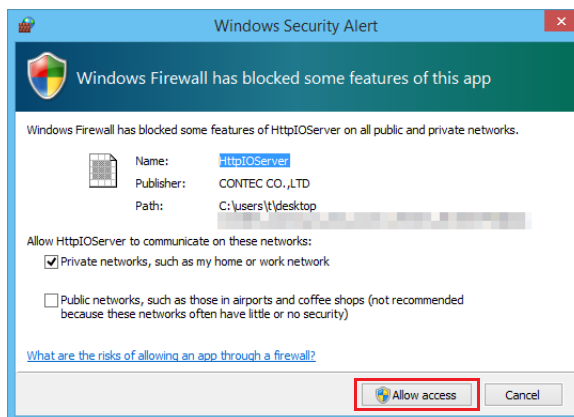 Windows Security Alert
Windows Firewall has blocked some features of this app
Windows Firewall has blocked some features of HttpIOServer on all public and private networks.
Name: HttpIOServer
Publisher: CONTEC CO.,LTD
Path: C:\users\t\desktop
Allow HttpIOServer to communicate on these networks:
Private networks, such as my home or work network
Public networks, such as those in airports and coffee shops (not recommended
because these networks often have little or no security)
What are the risks of allowing an app through a firewall?
Allow access Cancel